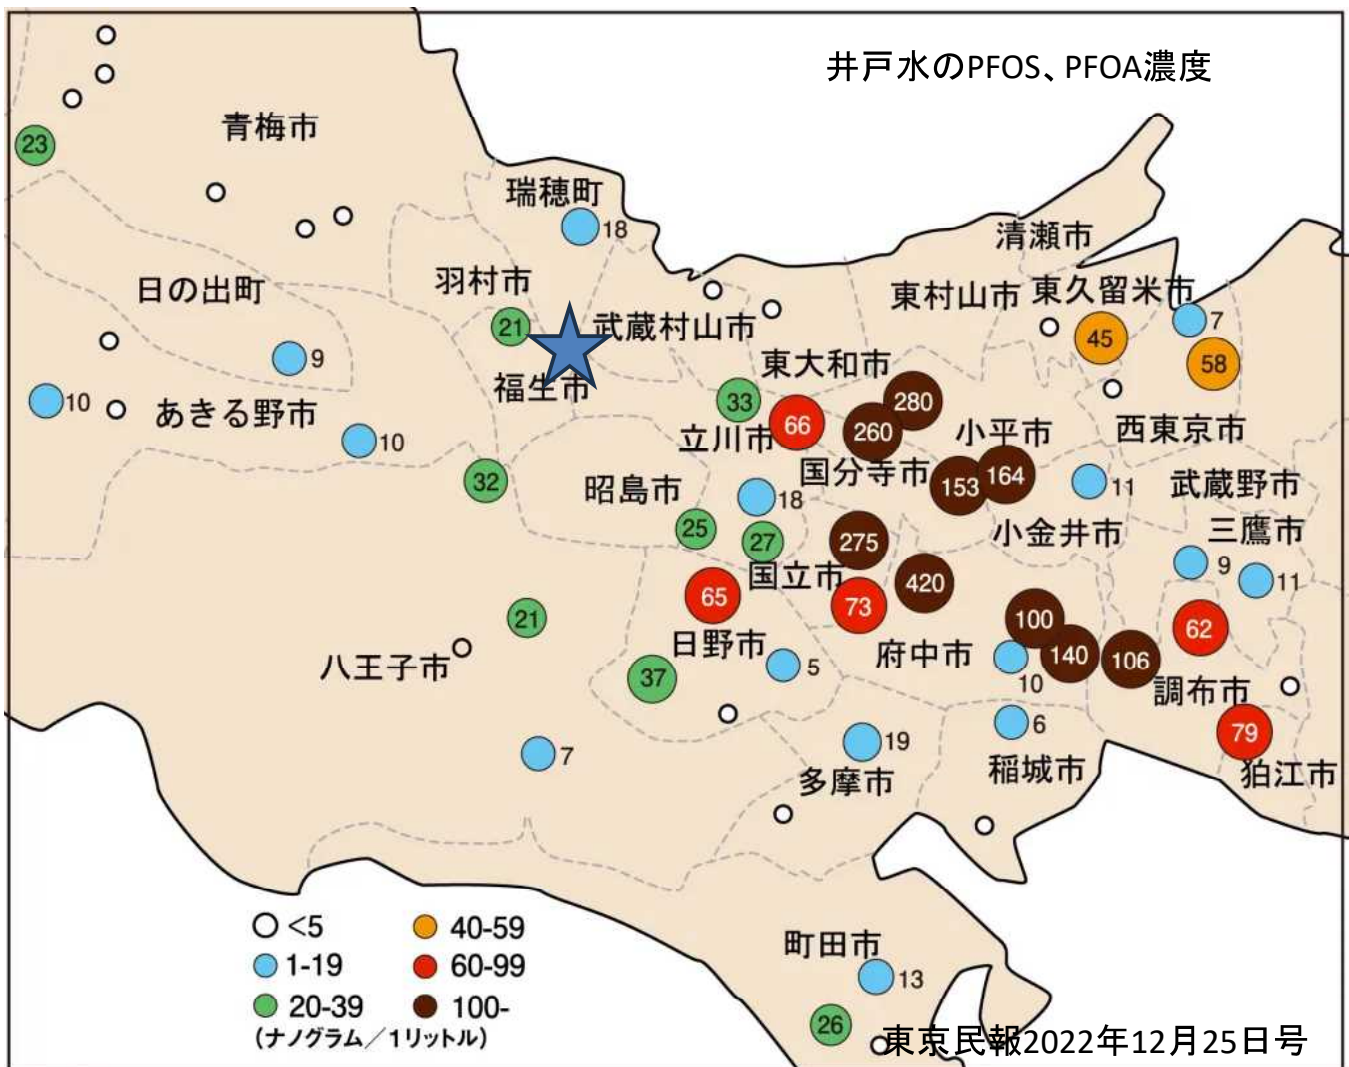 井戸水のPFOS、PFOA濃度
青梅市
23
瑞穂町
18
清瀬市
日の出町
羽村市
東村山市
東久留米市
21
武蔵村山市
7
45
58
9
福生市
東大和市
10
あきる野市
33
280
66
260
小平市
西東京市
10
立川市
32
昭島市
国分寺市
153
164
11
武蔵野市
18
25
27
275
小金井市
三鷹市
国立市
420
9
11
65
73
21
100
62
八王子市
日野市
府中市
140
106
37
5
10
調布市
7
19
6
79
多摩市
稲城市
狛江市
<5
40-59
1-19
60-99
20-39
100-
(ナノグラム/1リットル)
町田市
13
26
東京民報2022年12月25日号